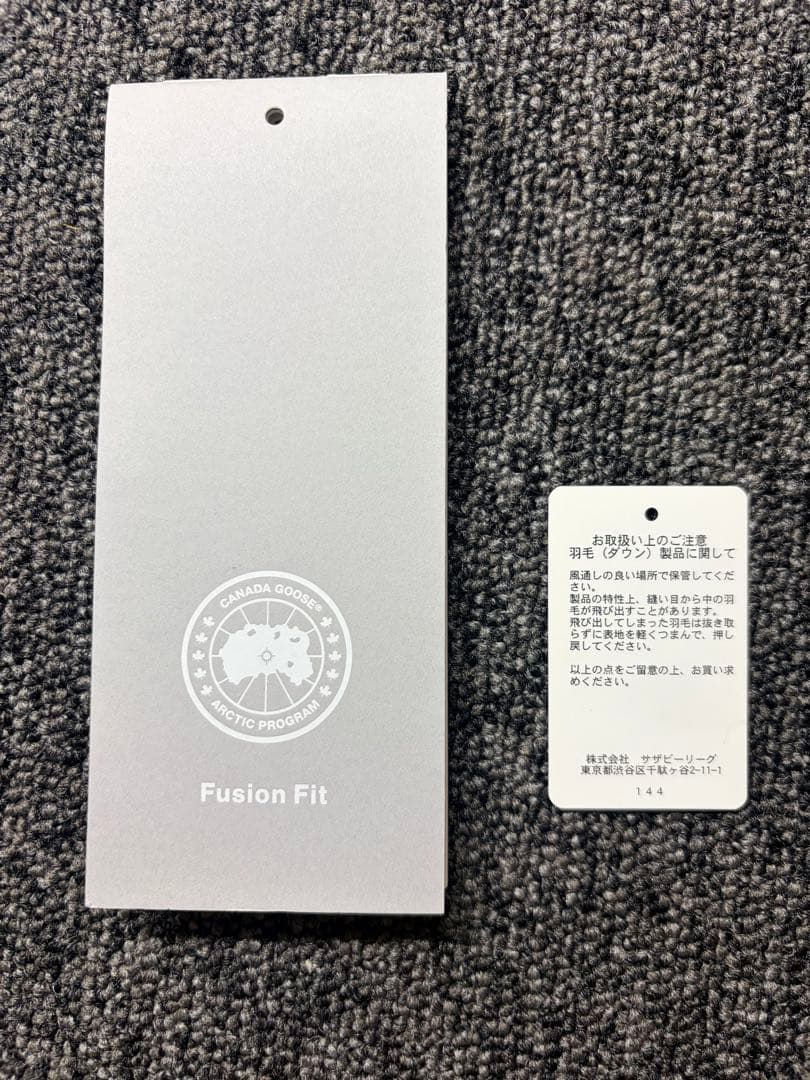 CANADA GOOSE®
ARCTIC PROGRAM
Fusion Fit
お取扱い上のご注意
羽毛（ダウン）製品に関して
風通しの良い場所で保管してくだ
さい。
製品の特性上、縫い目から中の羽
毛が飛び出すことがあります。
飛び出してしまった羽毛は抜き取
らずに表地を軽くつまんで、押し
戻してください。
以上の点をご留意の上、お買い求
めください。
株式会社　サザビーリーグ
東京都渋谷区千駄ヶ谷2-11-1
144